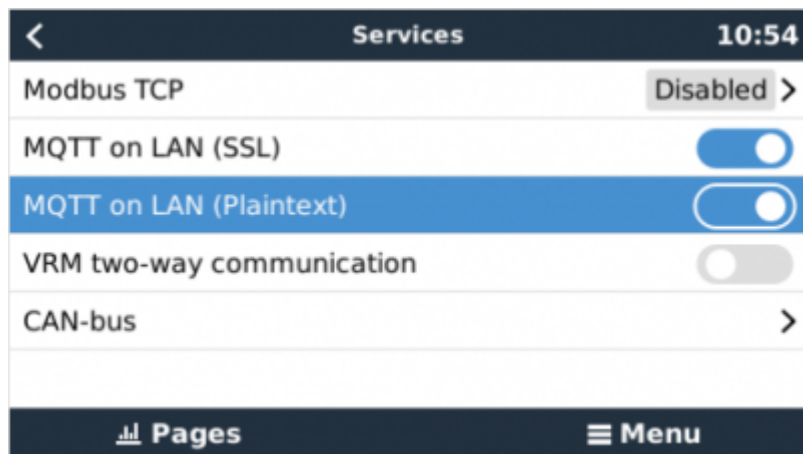 Services 10:54
Modbus TCP Disabled
MQTT on LAN (SSL)
MQTT on LAN (Plaintext)
VRM two-way communication
CAN-bus
Pages Menu